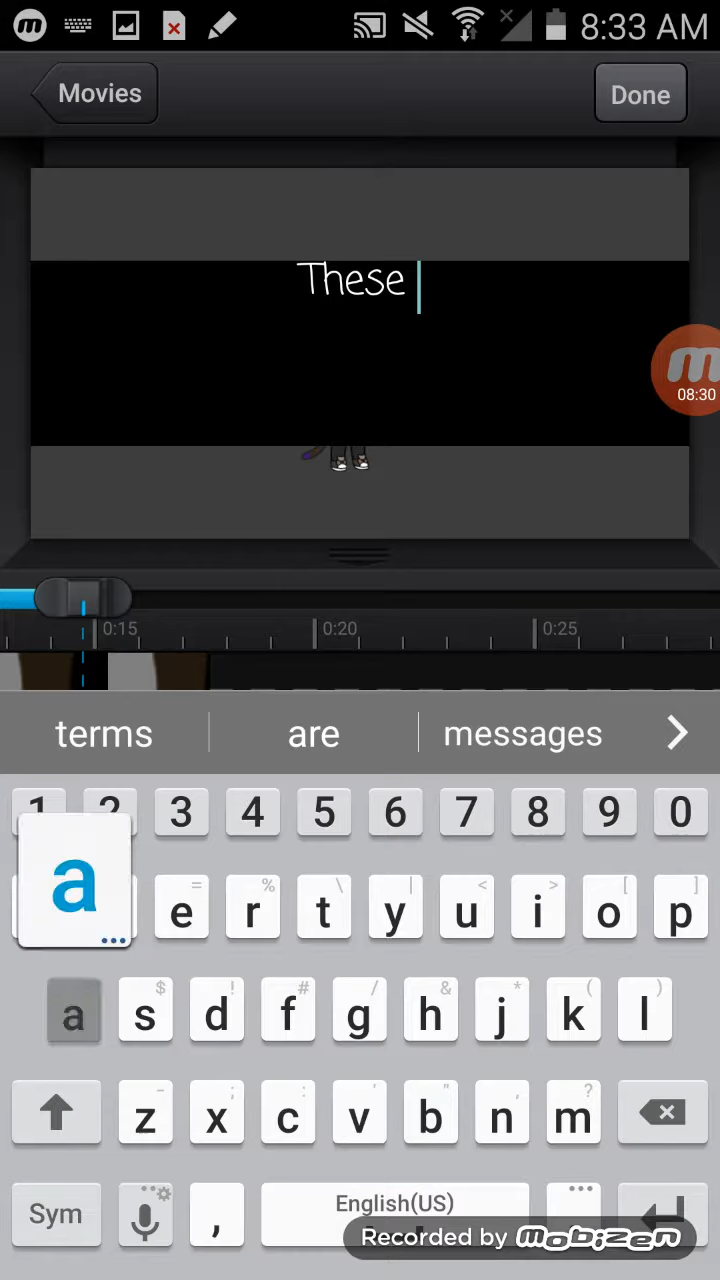 8:33 AM
Movies
Done
These
08:30
0:15
0:20
0:25
terms are messages
1 2 3 4 5 6 7 8 9 0
a
e r t y u i o p
= % \ | < > [ ]
a s d f g h j k l
$ ! # / & * ( )
z x c v b n m
- ; : ' " , ?
Sym , English(US)
Recorded by mobizen